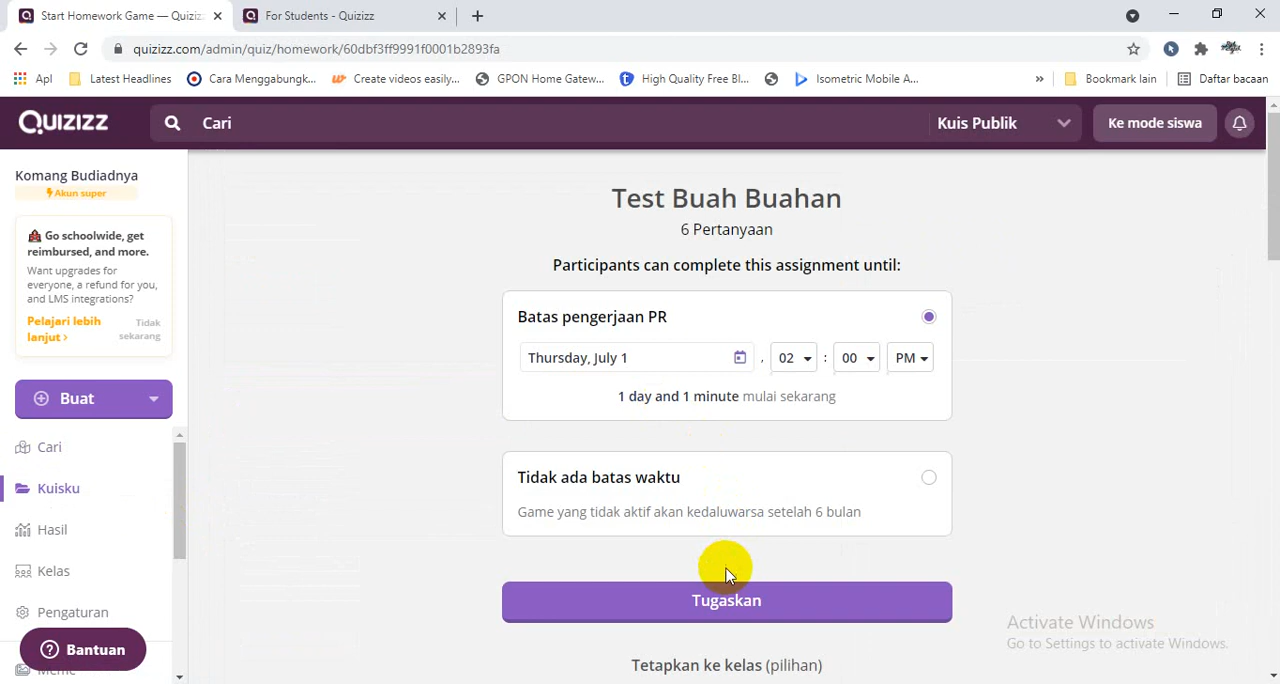 Start Homework Game — Quiziz
For Students - Quizizz
quizizz.com/admin/quiz/homework/60dbf3ff9991f0001b2893fa
Apl
Latest Headlines
Cara Menggabungk...
Create videos easily...
GPON Home Gatew...
High Quality Free Bl...
Isometric Mobile A...
»
Bookmark lain
Daftar bacaan
QUIZIZZ
Cari
Kuis Publik
Ke mode siswa
Komang Budiadnya
Akun super
Go schoolwide, get
reimbursed, and more.
Want upgrades for
everyone, a refund for you,
and LMS integrations?
Pelajari lebih
lanjut ›
Tidak
sekarang
Buat
Cari
Kuisku
Hasil
Kelas
Pengaturan
Bantuan
Test Buah Buahan
6 Pertanyaan
Participants can complete this assignment until:
Batas pengerjaan PR
Thursday, July 1 , 02 : 00 PM
1 day and 1 minute mulai sekarang
Tidak ada batas waktu
Game yang tidak aktif akan kedaluwarsa setelah 6 bulan
Tugaskan
Tetapkan ke kelas (pilihan)
Activate Windows
Go to Settings to activate Windows.